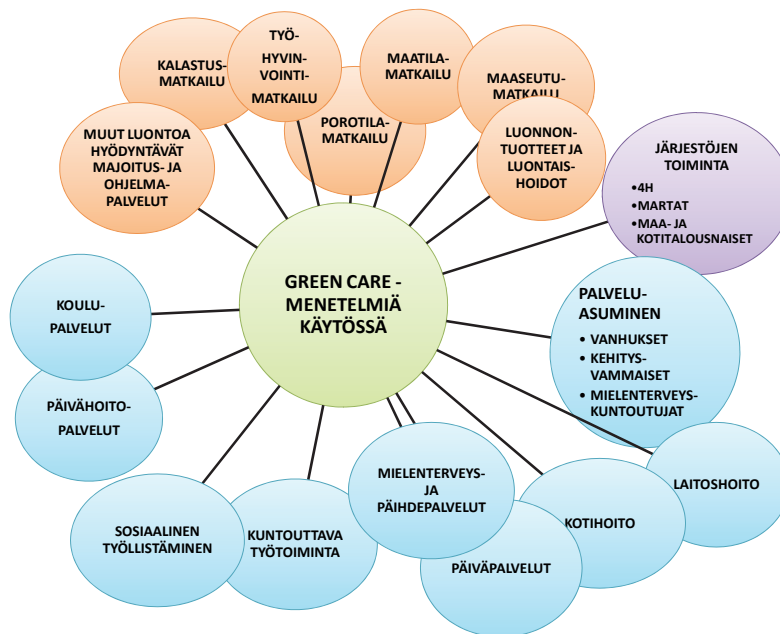 KALASTUS-
MATKAILU
TYÖ-
HYVIN-
VOINTI-
MATKAILU
POROTILA-
MATKAILU
MAATILA-
MATKAILU
MAASEUTU-
MATKAILU
LUONNON-
TUOTTEET JA
LUONTAIS-
HOIDOT
MUUT LUONTOA
HYÖDYNTÄVÄT
MAJOITUS- JA
OHJELMA-
PALVELUT
JÄRJESTÖJEN
TOIMINTA
•4H
•MARTAT
•MAA- JA
KOTITALOUSNAISET
GREEN CARE -
MENETELMIÄ
KÄYTÖSSÄ
PALVELU-
ASUMINEN
• VANHUKSET
• KEHITYS-
VAMMAISET
• MIELENTERVEYS-
KUNTOUTUJAT
KOULU-
PALVELUT
PÄIVÄHOITO-
PALVELUT
SOSIAALINEN
TYÖLLISTÄMINEN
KUNTOUTTAVA
TYÖTOIMINTA
MIELENTERVEYS-
JA
PÄIHDEPALVELUT
PÄIVÄPALVELUT
KOTIHOITO
LAITOSHOITO